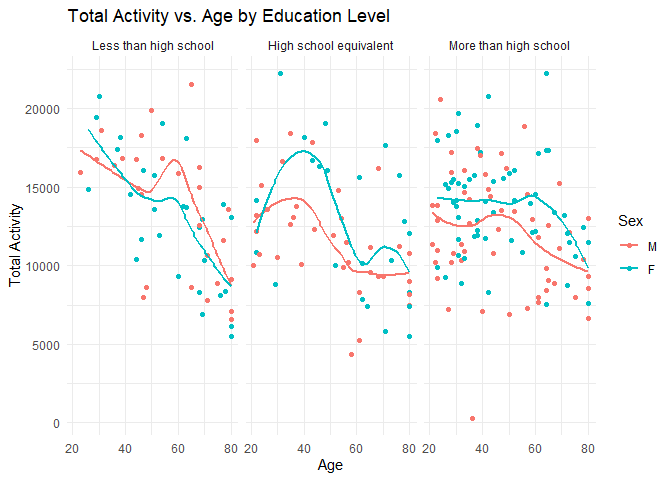 Total Activity vs. Age by Education Level
Less than high school
High school equivalent
More than high school
Total Activity
20000
15000
10000
5000
0
20 40 60 80
20 40 60 80
20 40 60 80
Age
Sex
M
F